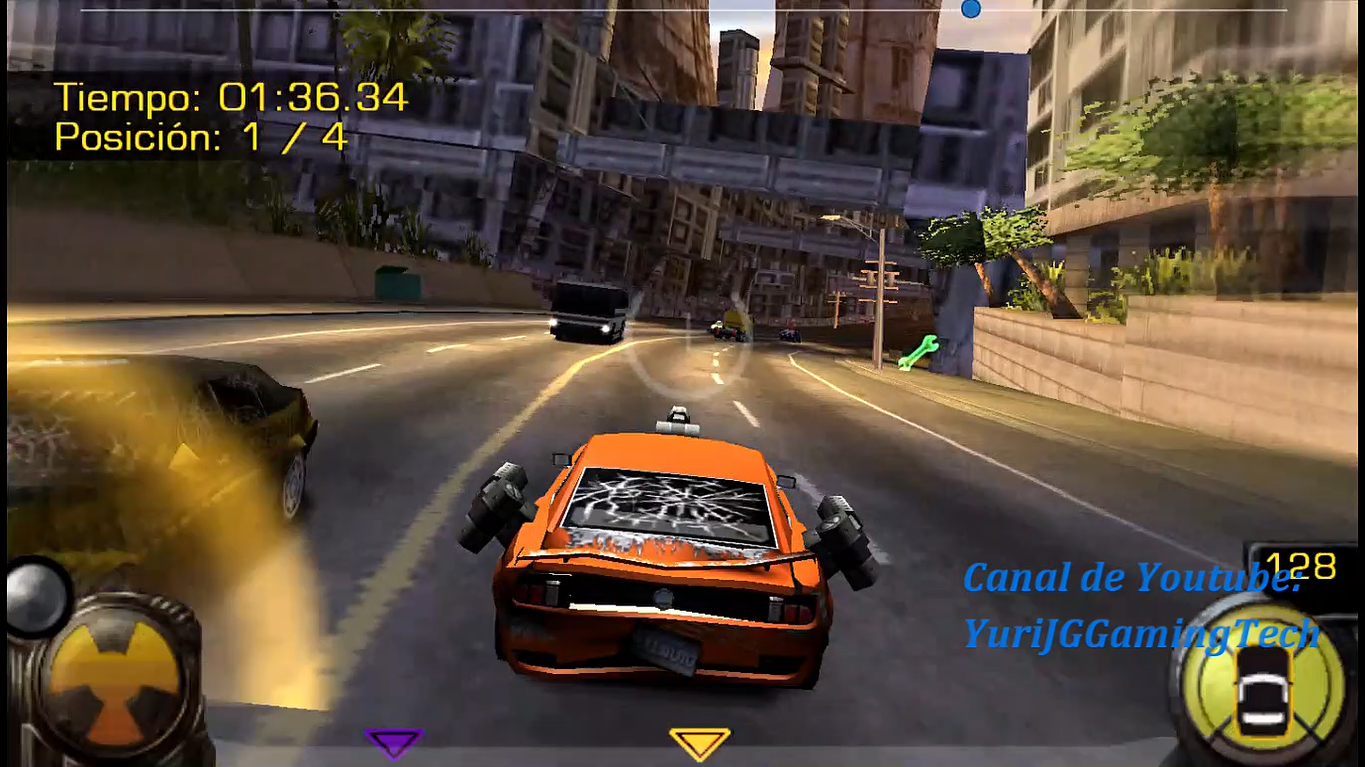 Tiempo: 01:36.34
Posición: 1 / 4
128
Canal de Youtube:
YuriJGGamingTech